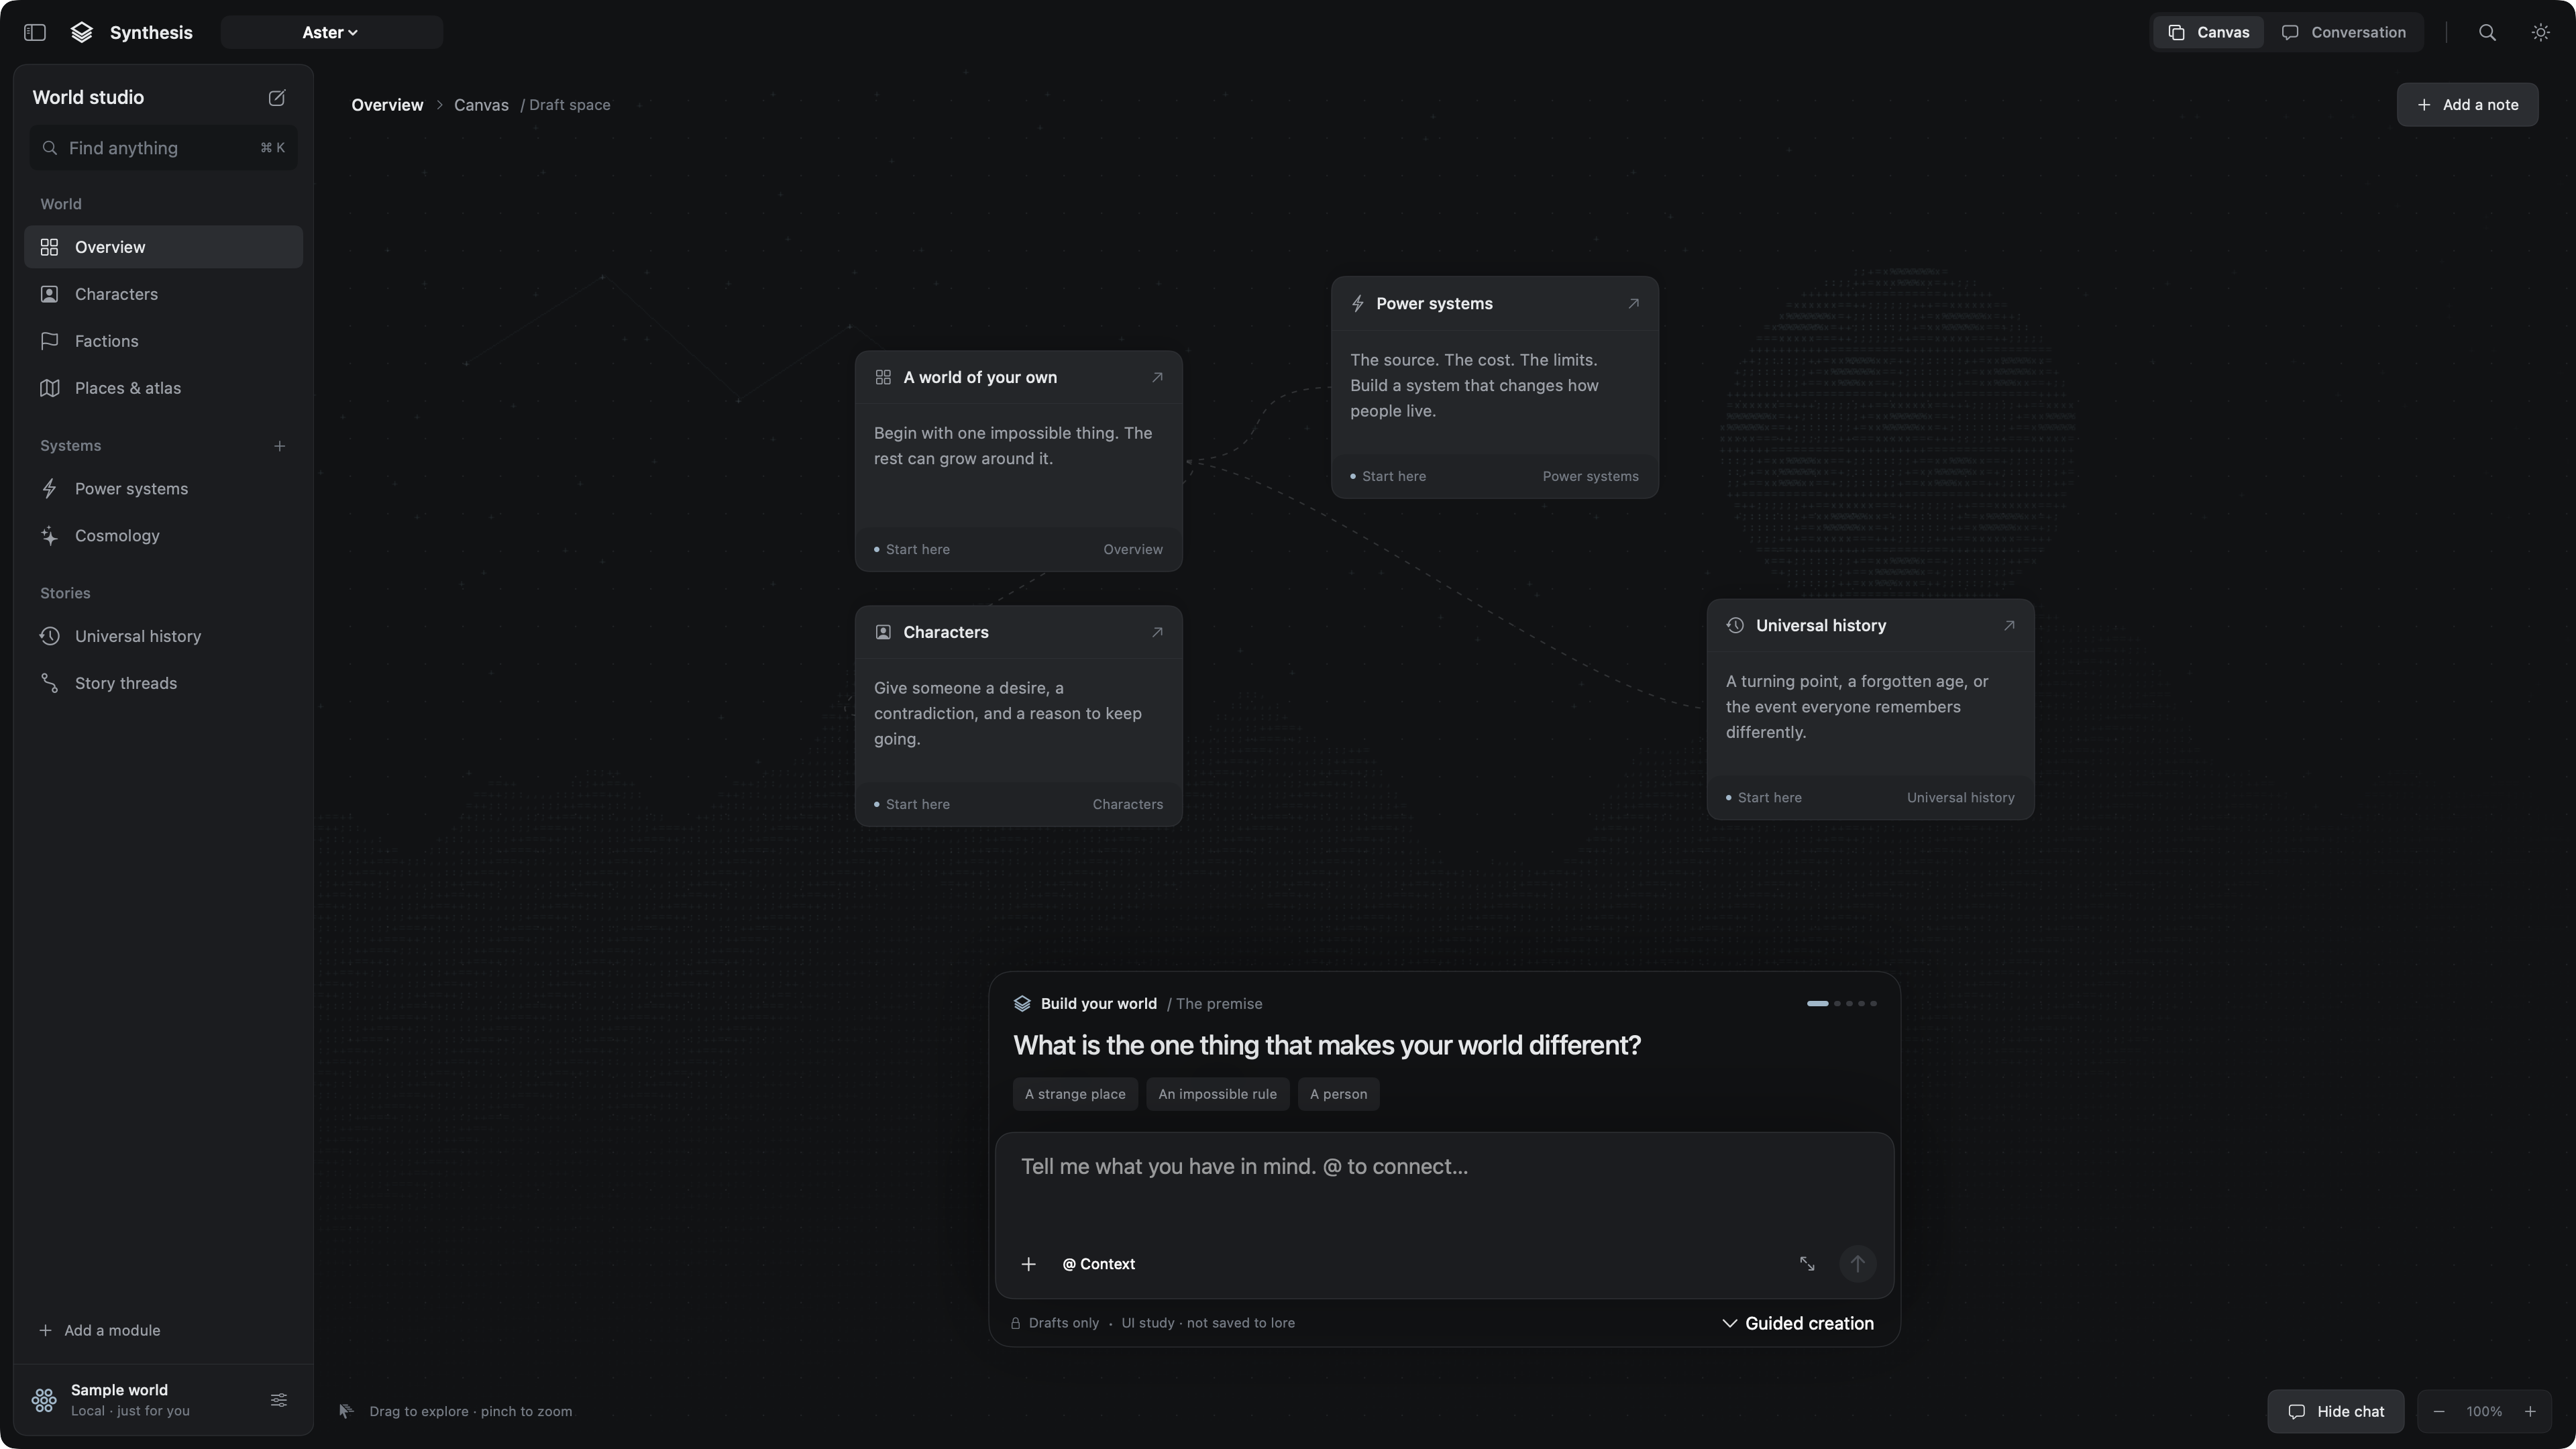 Synthesis
Aster
Canvas
Conversation
World studio
Find anything
⌘ K
World
Overview
Characters
Factions
Places & atlas
Systems
Power systems
Cosmology
Stories
Universal history
Story threads
Add a module
Sample world
Local · just for you
Overview > Canvas / Draft space
Add a note
A world of your own
Begin with one impossible thing. The
rest can grow around it.
Start here
Overview
Power systems
The source. The cost. The limits.
Build a system that changes how
people live.
Start here
Power systems
Characters
Give someone a desire, a
contradiction, and a reason to keep
going.
Start here
Characters
Universal history
A turning point, a forgotten age, or
the event everyone remembers
differently.
Start here
Universal history
Build your world / The premise
What is the one thing that makes your world different?
A strange place
An impossible rule
A person
Tell me what you have in mind. @ to connect...
@ Context
Drafts only · UI study · not saved to lore
Guided creation
Drag to explore · pinch to zoom
Hide chat
100%